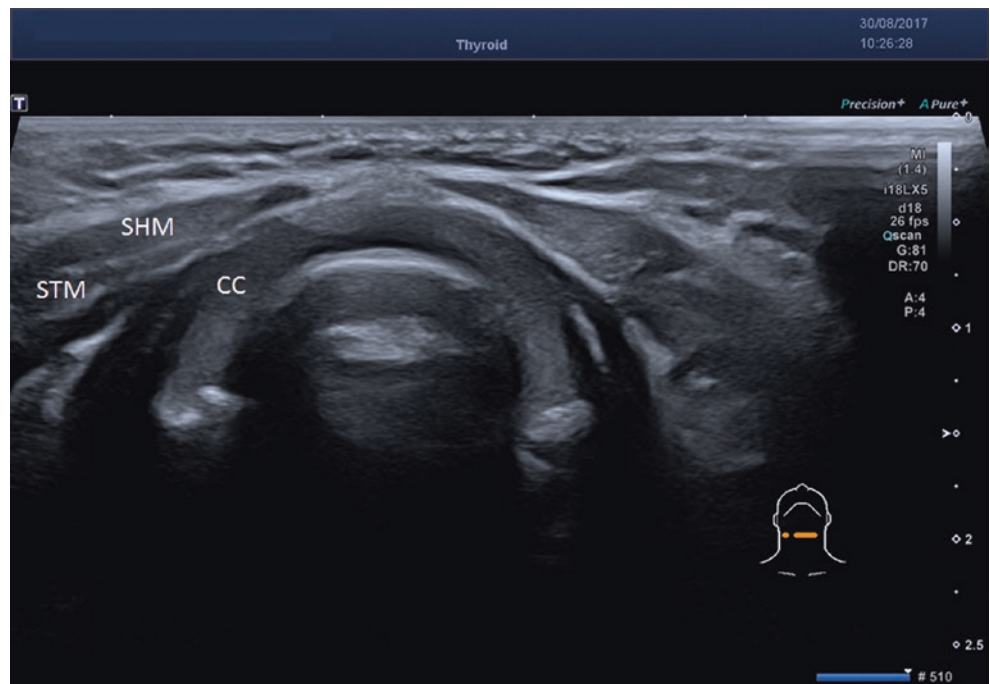 30/08/2017
Thyroid
10:26:28
T
Precision+ APure+
0
MI
(1.4)
i18LX5
d18
26 fps
Qscan
G:81
DR:70
A:4
P:4
SHM
STM
CC
1
2
2.5
# 510